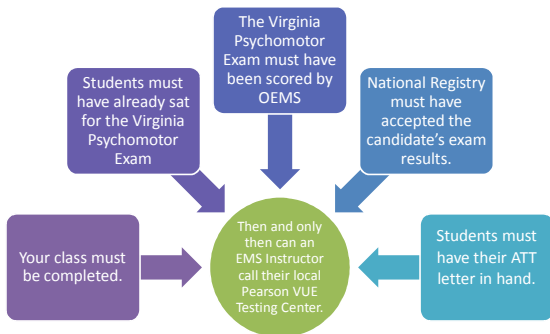 Your class must
be completed.
Students must
have already sat
for the Virginia
Psychomotor
Exam
The Virginia
Psychomotor
Exam must have
been scored by
OEMS
National Registry
must have
accepted the
candidate’s exam
results.
Students must
have their ATT
letter in hand.
Then and only
then can an
EMS Instructor
call their local
Pearson VUE
Testing Center.